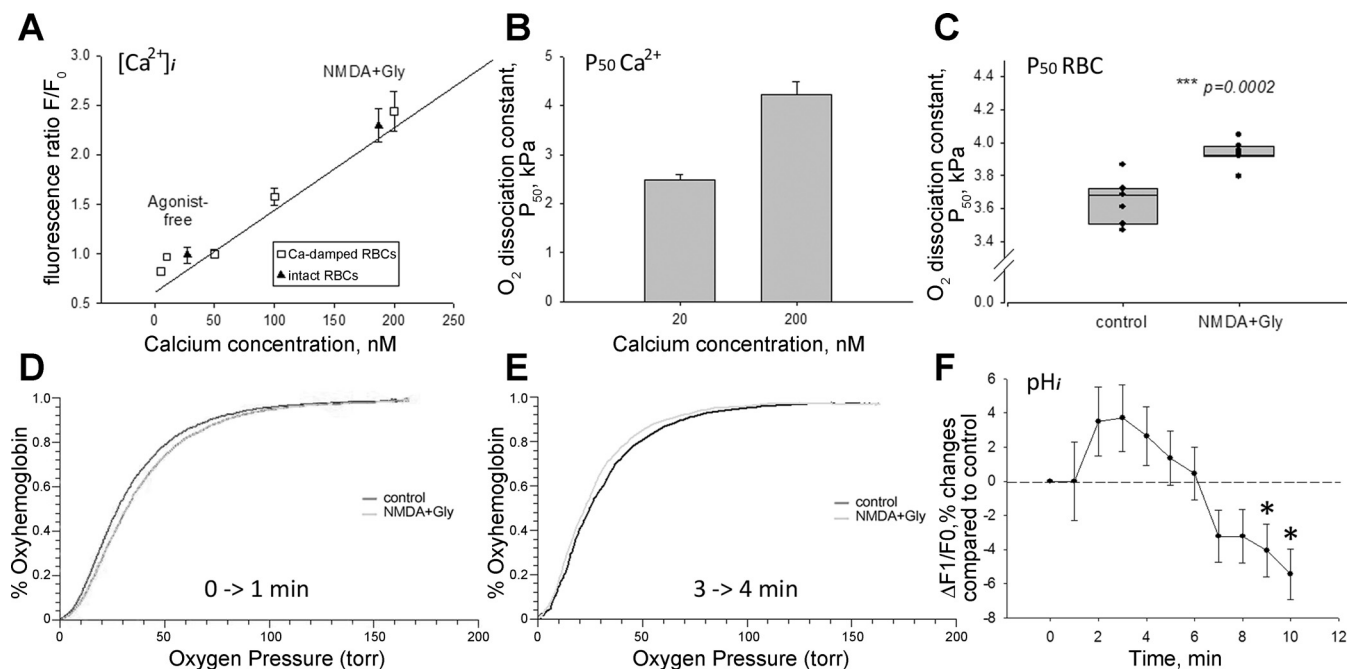 A
[Ca²⁺]i
NMDA+Gly
Agonist-
free
□ Ca-damped RBCs
▲ intact RBCs
fluorescence ratio F/F₀
3.0
2.5
2.0
1.5
1.0
0.5
0 50 100 150 200 250
Calcium concentration, nM
B
P₅₀ Ca²⁺
O₂ dissociation constant,
P₅₀, kPa
5
4
3
2
1
0
20 200
Calcium concentration, nM
C
P₅₀ RBC
*** p=0.0002
O₂ dissociation constant,
P₅₀, kPa
4.4
4.2
4.0
3.8
3.6
3.4
0.0
control NMDA+Gly
D
% Oxyhemoglobin
1.0
0.8
0.6
0.4
0.2
0
control
NMDA+Gly
0 -> 1 min
0 50 100 150 200
Oxygen Pressure (torr)
E
% Oxyhemoglobin
1.0
0.8
0.6
0.4
0.2
0
control
NMDA+Gly
3 -> 4 min
0 50 100 150 200
Oxygen Pressure (torr)
F
pHi
ΔF1/F0,% changes
compared to control
6
4
2
0
-2
-4
-6
-8
* *
0 2 4 6 8 10 12
Time, min